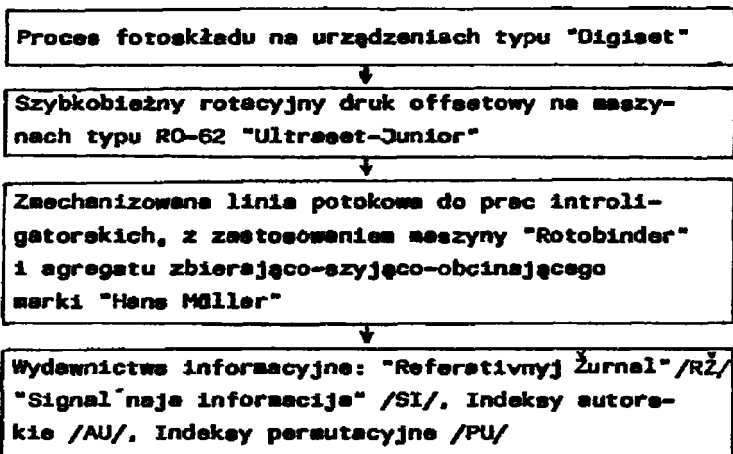 Proces fotoskładu na urządzeniach typu "Digiset"
Szybkobieżny rotacyjny druk offsetowy na maszy-
nach typu RO-62 "Ultraset-Junior"
Zmechanizowana linia potokowa do prac introli-
gatorskich, z zastosowaniem maszyny "Rotobinder"
i agregatu zbierająco-szyjąco-obcinającego
marki "Hans Müller"
Wydawnictwa informacyjne: "Referativnyj Žurnal" /RŽ/
"Signal´naja informacija" /SI/, Indeksy autors-
kie /AU/, Indeksy permutacyjne /PU/